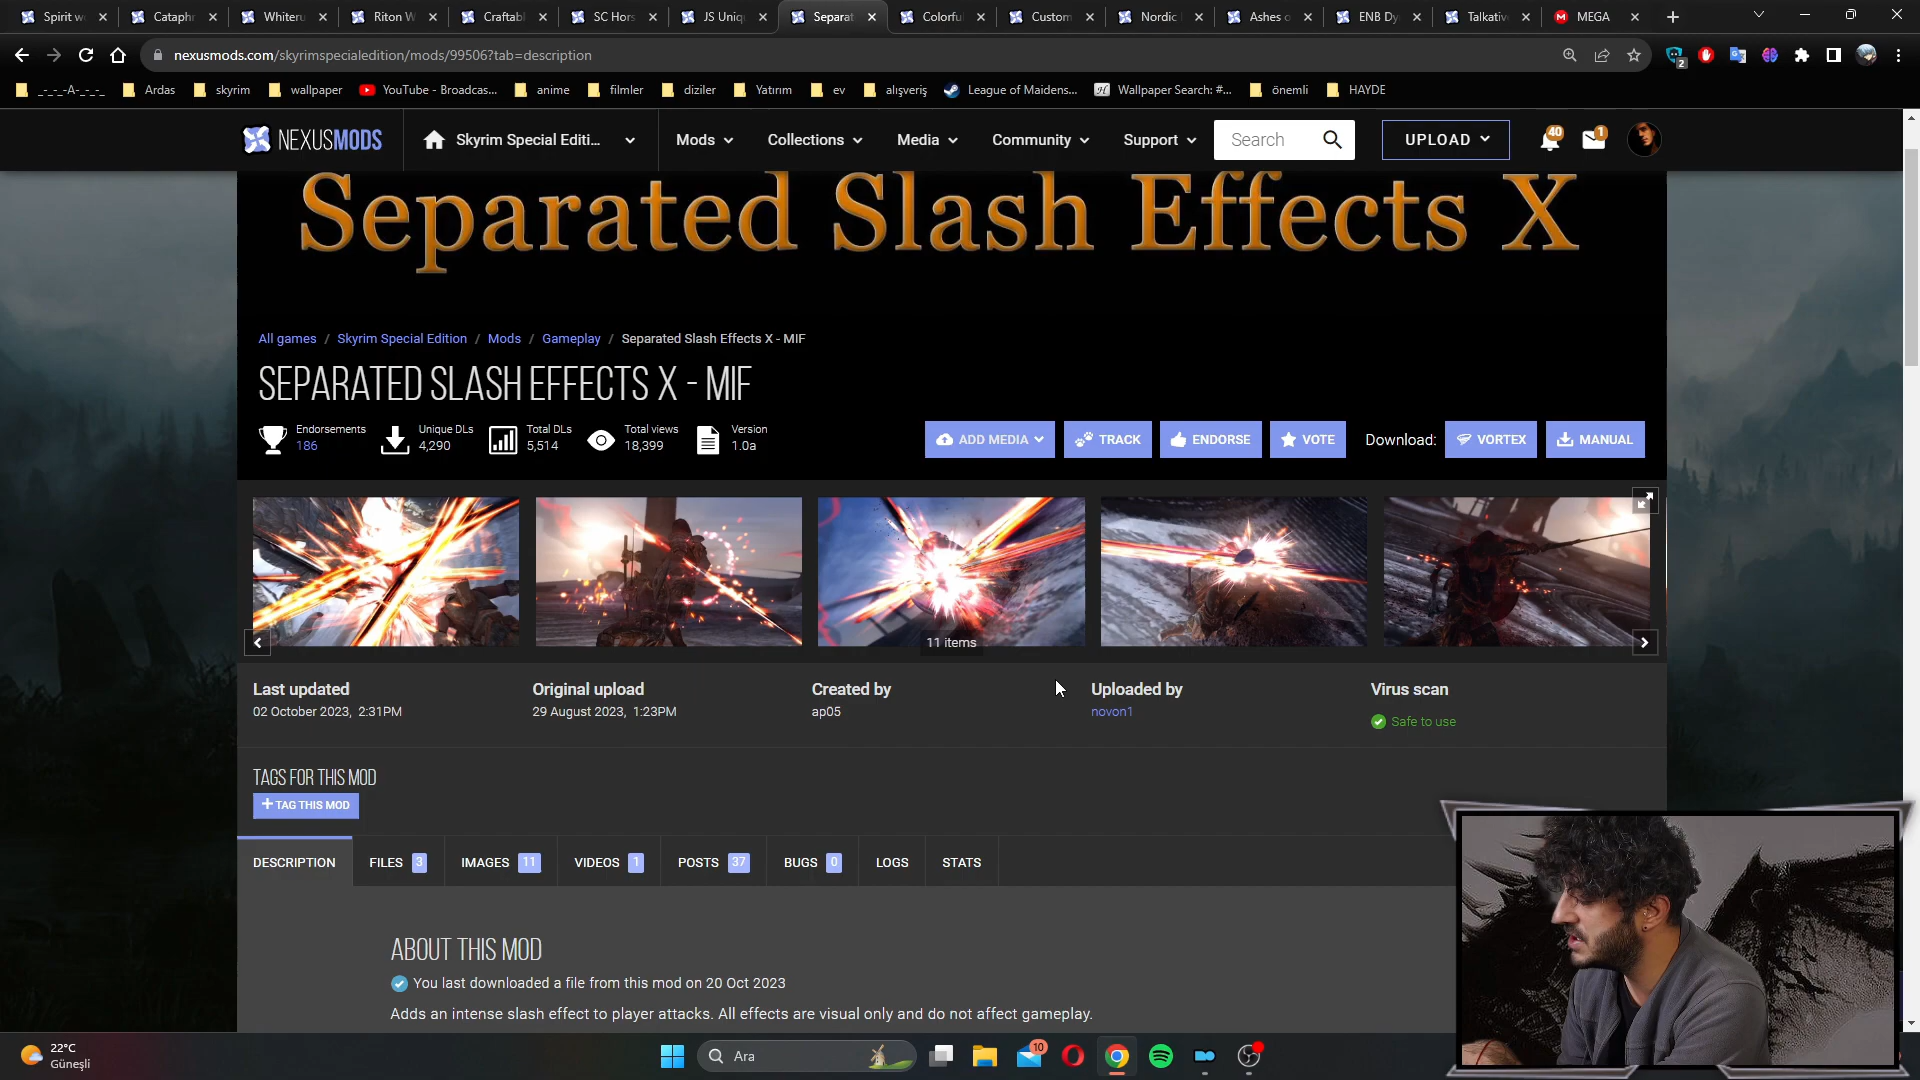 Spirit w
Cataphr
Whiteru
Riton W
Craftabl
SC Hors
JS Uniq
Separat
Colorful
Custom
Nordic
Ashes o
ENB Dy
Talkativ
MEGA
nexusmods.com/skyrimspecialedition/mods/99506?tab=description
2
_-_-_-A-_-_-_
Ardas
skyrim
wallpaper
YouTube - Broadcas...
anime
filmler
diziler
Yatırım
ev
alışveriş
League of Maidens...
Wallpaper Search: #...
önemli
HAYDE
NEXUSMODS
Skyrim Special Editi...
Mods
Collections
Media
Community
Support
Search
UPLOAD
40
1
Separated Slash Effects X
All games / Skyrim Special Edition / Mods / Gameplay / Separated Slash Effects X - MIF
SEPARATED SLASH EFFECTS X - MIF
Endorsements
186
Unique DLs
4,290
Total DLs
5,514
Total views
18,399
Version
1.0a
ADD MEDIA
TRACK
ENDORSE
VOTE
Download:
VORTEX
MANUAL
11 items
Last updated
02 October 2023, 2:31PM
Original upload
29 August 2023, 1:23PM
Created by
ap05
Uploaded by
novon1
Virus scan
Safe to use
TAGS FOR THIS MOD
+ TAG THIS MOD
DESCRIPTION
FILES 3
IMAGES 11
VIDEOS 1
POSTS 37
BUGS 0
LOGS
STATS
ABOUT THIS MOD
You last downloaded a file from this mod on 20 Oct 2023
Adds an intense slash effect to player attacks. All effects are visual only and do not affect gameplay.
22°C
Güneşli
Ara
10